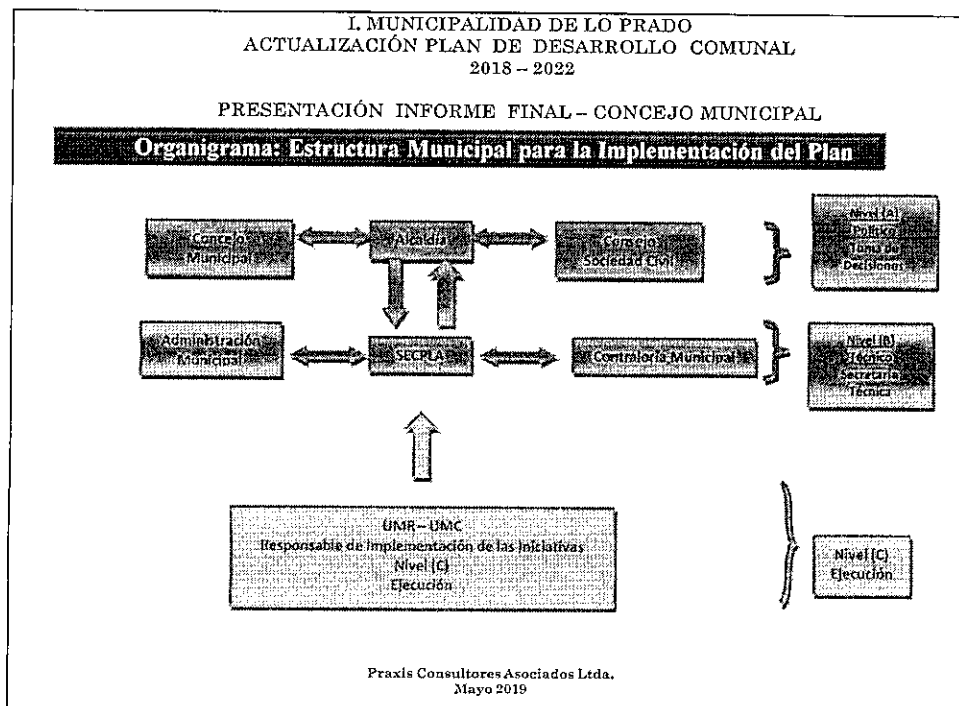 I. MUNICIPALIDAD DE LO PRADO
ACTUALIZACIÓN PLAN DE DESARROLLO COMUNAL
2018 – 2022
PRESENTACIÓN INFORME FINAL – CONCEJO MUNICIPAL
Organigrama: Estructura Municipal para la Implementación del Plan
Concejo
Municipal
Alcaldía
Consejo
Sociedad Civil
Nivel (A)
Político
Toma de
Decisiones
Administración
Municipal
SECPLA
Contraloría Municipal
Nivel (B)
Técnico
Secretaría
Técnica
UMR – UMC
Responsable de Implementación de las Iniciativas
Nivel (C)
Ejecución
Nivel (C)
Ejecución
Praxis Consultores Asociados Ltda.
Mayo 2019